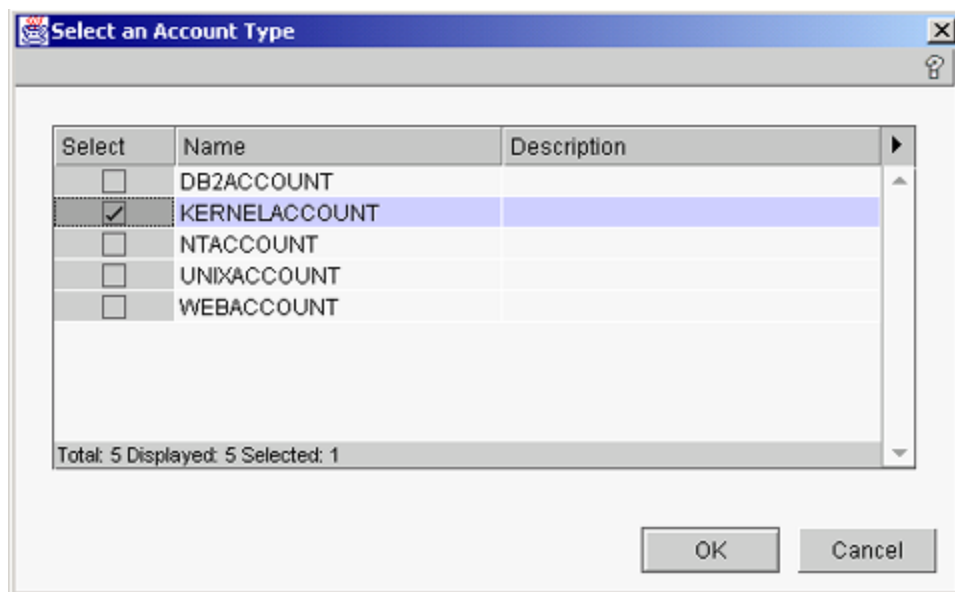 Select an Account Type
Select Name Description
DB2ACCOUNT
KERNELACCOUNT
NTACCOUNT
UNIXACCOUNT
WEBACCOUNT
Total: 5 Displayed: 5 Selected: 1
OK Cancel